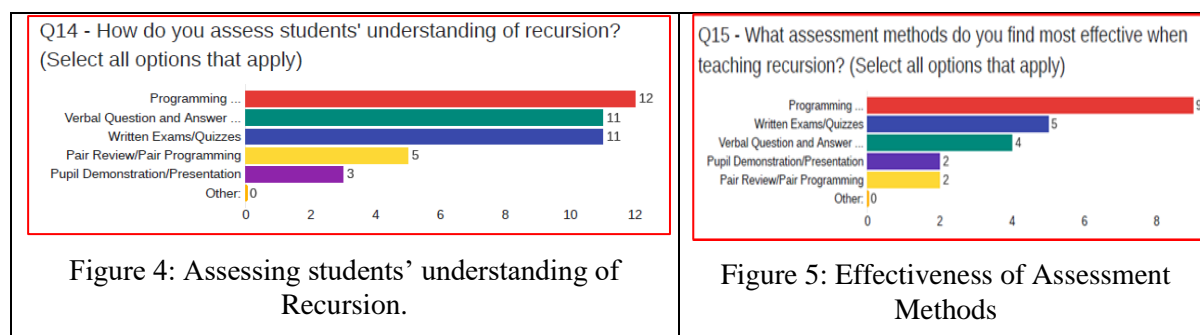 Q14 - How do you assess students' understanding of recursion?
(Select all options that apply)
Programming ...
12
Verbal Question and Answer ...
11
Written Exams/Quizzes
11
Pair Review/Pair Programming
5
Pupil Demonstration/Presentation
3
Other:
0
0 2 4 6 8 10 12
Figure 4: Assessing students’ understanding of
Recursion.
Q15 - What assessment methods do you find most effective when
teaching recursion? (Select all options that apply)
Programming ...
9
Written Exams/Quizzes
5
Verbal Question and Answer ...
4
Pupil Demonstration/Presentation
2
Pair Review/Pair Programming
2
Other:
0
0 2 4 6 8
Figure 5: Effectiveness of Assessment
Methods